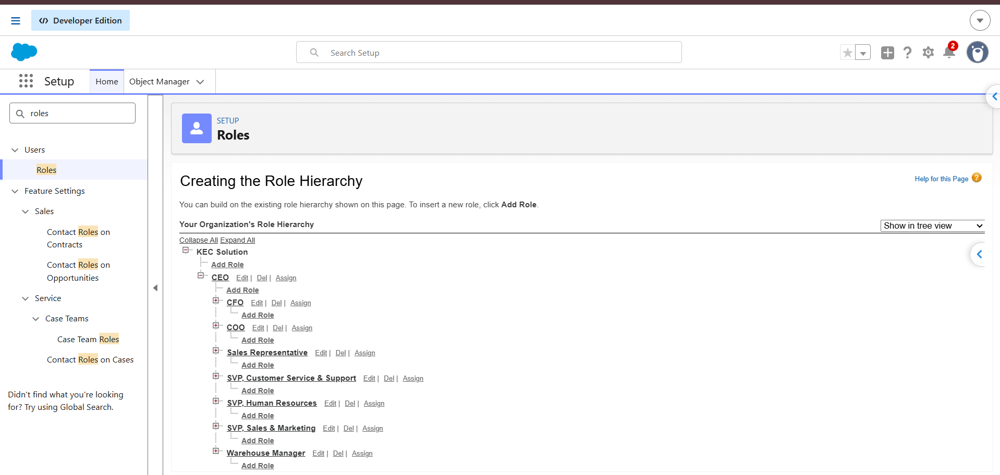 Developer Edition
Search Setup
2
Setup
Home
Object Manager
roles
Users
Roles
Feature Settings
Sales
Contact Roles on
Contracts
Contact Roles on
Opportunities
Service
Case Teams
Case Team Roles
Contact Roles on Cases
Didn't find what you're looking
for? Try using Global Search.
SETUP
Roles
Creating the Role Hierarchy
Help for this Page ?
You can build on the existing role hierarchy shown on this page. To insert a new role, click Add Role.
Your Organization's Role Hierarchy
Show in tree view
Collapse All Expand All
KEC Solution
Add Role
CEO Edit | Del | Assign
Add Role
CFO Edit | Del | Assign
Add Role
COO Edit | Del | Assign
Add Role
Sales Representative Edit | Del | Assign
Add Role
SVP, Customer Service & Support Edit | Del | Assign
Add Role
SVP, Human Resources Edit | Del | Assign
Add Role
SVP, Sales & Marketing Edit | Del | Assign
Add Role
Warehouse Manager Edit | Del | Assign
Add Role